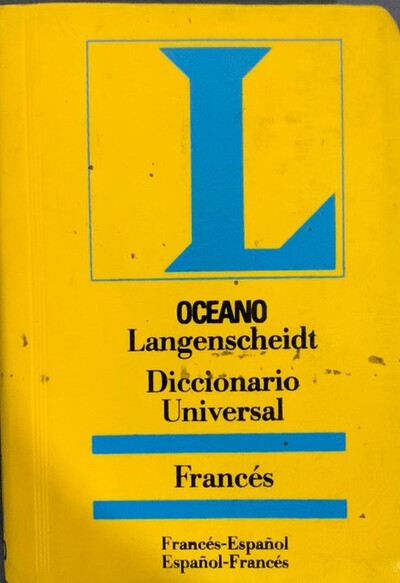 L
OCEANO
Langenscheidt
Diccionario
Universal
Francés
Francés-Español
Español-Francés